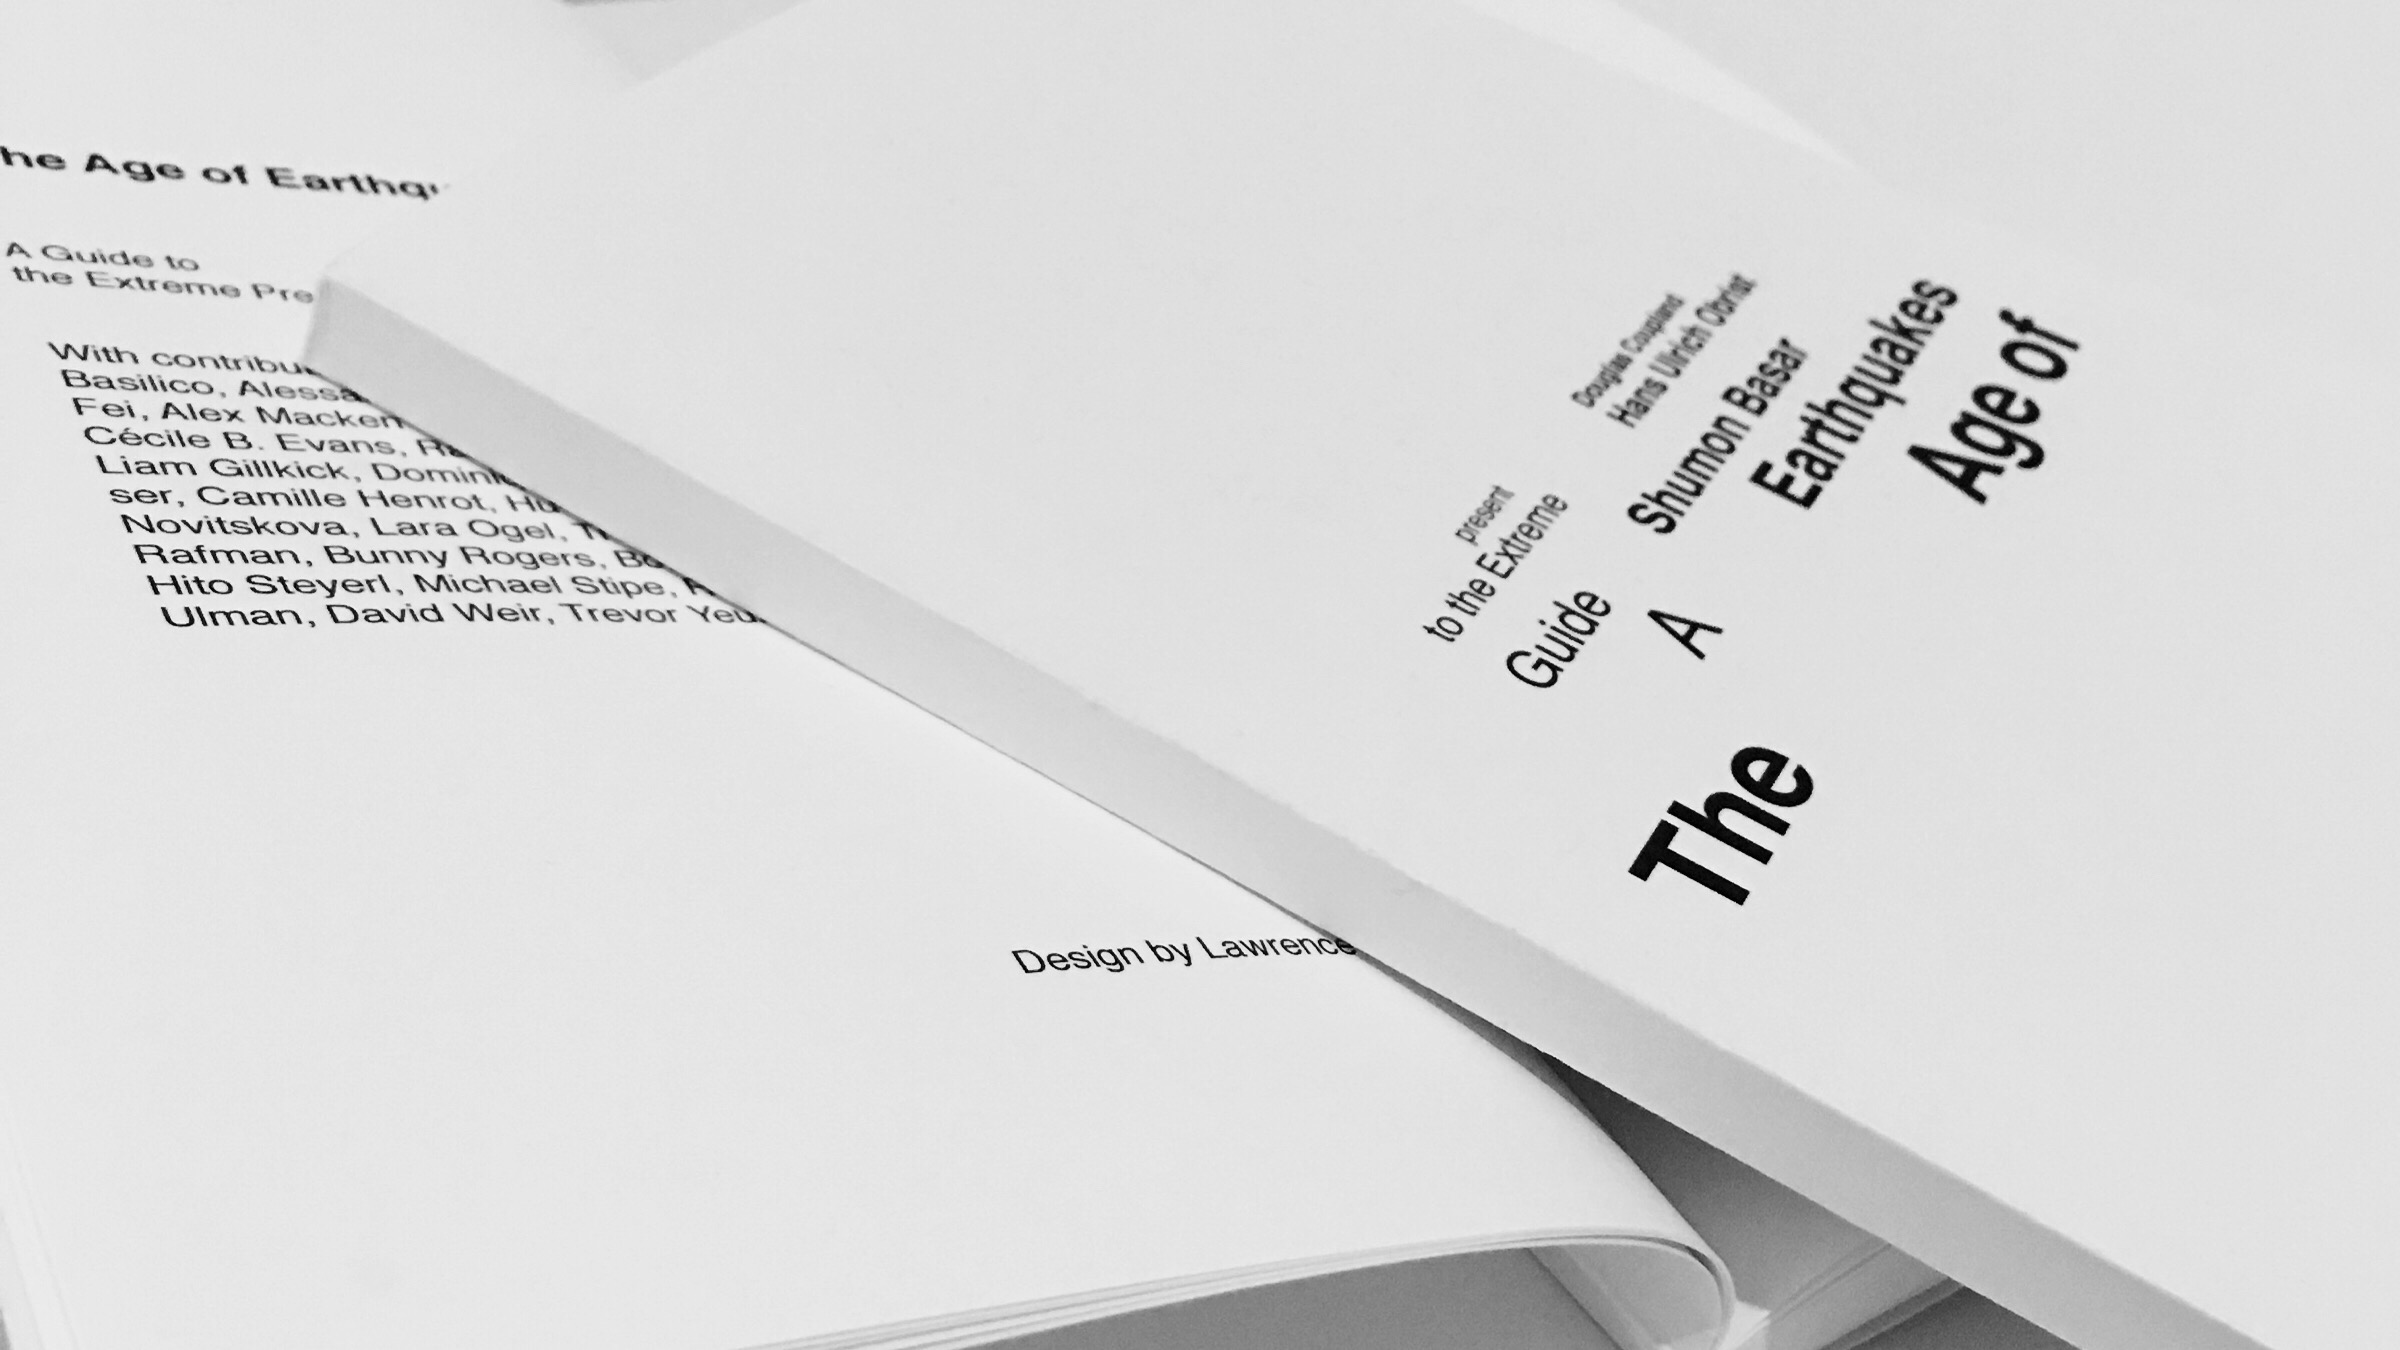 he Age of Earthq
A Guide to
the Extreme Pre
With contribu
Basilico, Alessa
Fei, Alex Macken
Cécile B. Evans, Ra
Liam Gillkick, Domini
ser, Camille Henrot, Hu
Novitskova, Lara Ogel, T
Rafman, Bunny Rogers, Bo
Hito Steyerl, Michael Stipe,
Ulman, David Weir, Trevor Yeu
Design by Lawrence
The
Age of
Earthquakes
Shumon Basar
Hans Ulrich Obrist
Douglas Coupland
A
Guide
to the Extreme
present